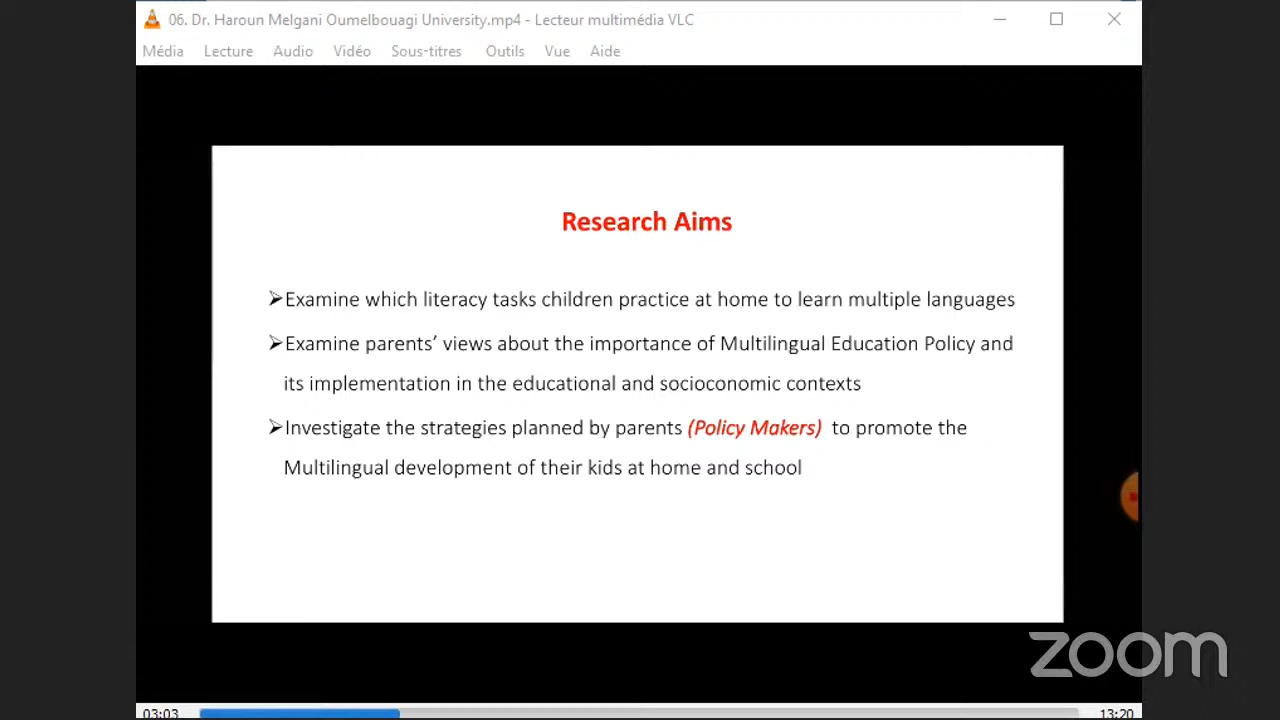 06. Dr. Haroun Melgani Oumelbouagi University.mp4 - Lecteur multimédia VLC
Média Lecture Audio Vidéo Sous-titres Outils Vue Aide
Research Aims
➢Examine which literacy tasks children practice at home to learn multiple languages
➢Examine parents’ views about the importance of Multilingual Education Policy and
its implementation in the educational and socioeconomic contexts
➢Investigate the strategies planned by parents (Policy Makers) to promote the
Multilingual development of their kids at home and school
zoom
03:03 13:20